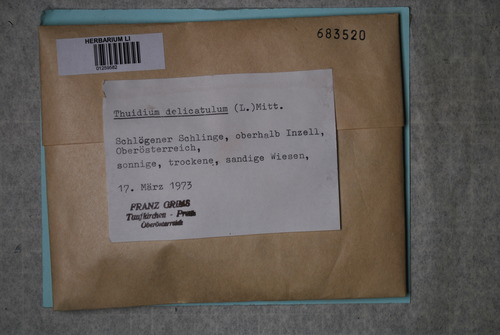 HERBARIUM LI
683520
Thuidium delicatulum (L.)Mitt.
Schlögener Schlinge, oberhalb Inzell,
Oberösterreich,
sonnige, trockene, sandige Wiesen,
17. März 1973
FRANZ GRIMS
Taufkirchen - Pram
Oberösterreich